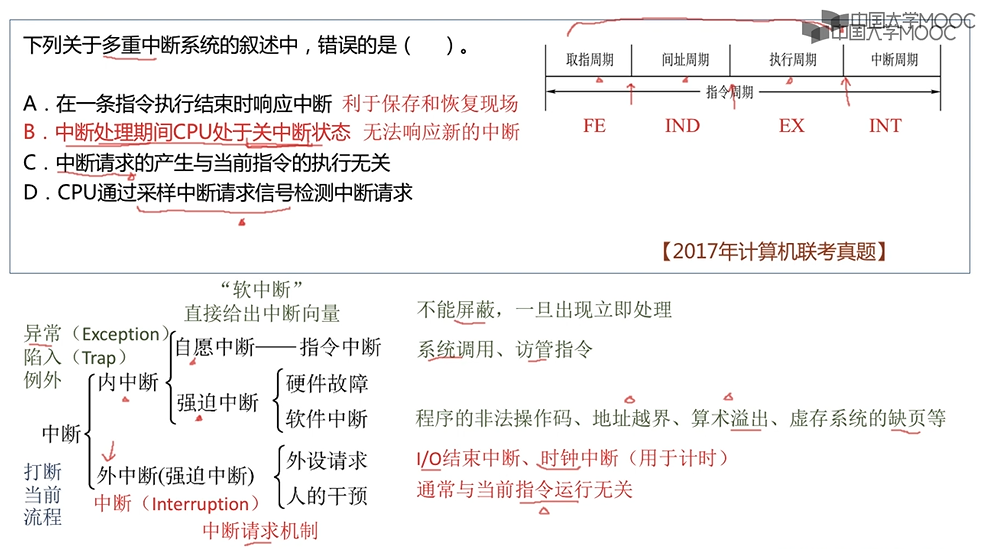 中国大学MOOC
中国大学MOOC
下列关于多重中断系统的叙述中，错误的是（　　）。
A．在一条指令执行结束时响应中断 利于保存和恢复现场
B．中断处理期间CPU处于关中断状态 无法响应新的中断
C．中断请求的产生与当前指令的执行无关
D．CPU通过采样中断请求信号检测中断请求
取指周期 间址周期 执行周期 中断周期
指令周期
FE IND EX INT
【2017年计算机联考真题】
“软中断”
直接给出中断向量
不能屏蔽，一旦出现立即处理
异常（Exception）
陷入（Trap）
例外
自愿中断——指令中断
系统调用、访管指令
内中断
强迫中断
硬件故障
软件中断
程序的非法操作码、地址越界、算术溢出、虚存系统的缺页等
中断
打断
当前
流程
外中断(强迫中断)
外设请求
人的干预
I/O结束中断、时钟中断（用于计时）
通常与当前指令运行无关
中断（Interruption）
中断请求机制